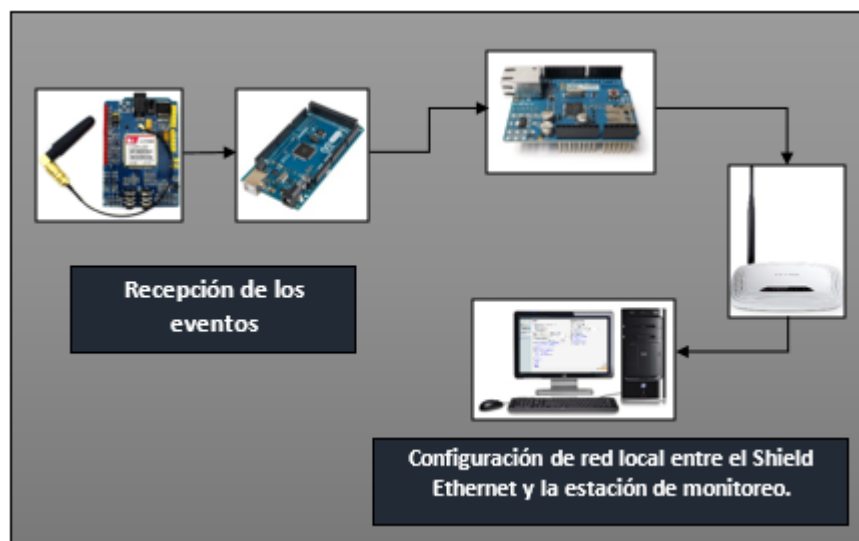 Recepción de los
eventos
Configuración de red local entre el Shield
Ethernet y la estación de monitoreo.